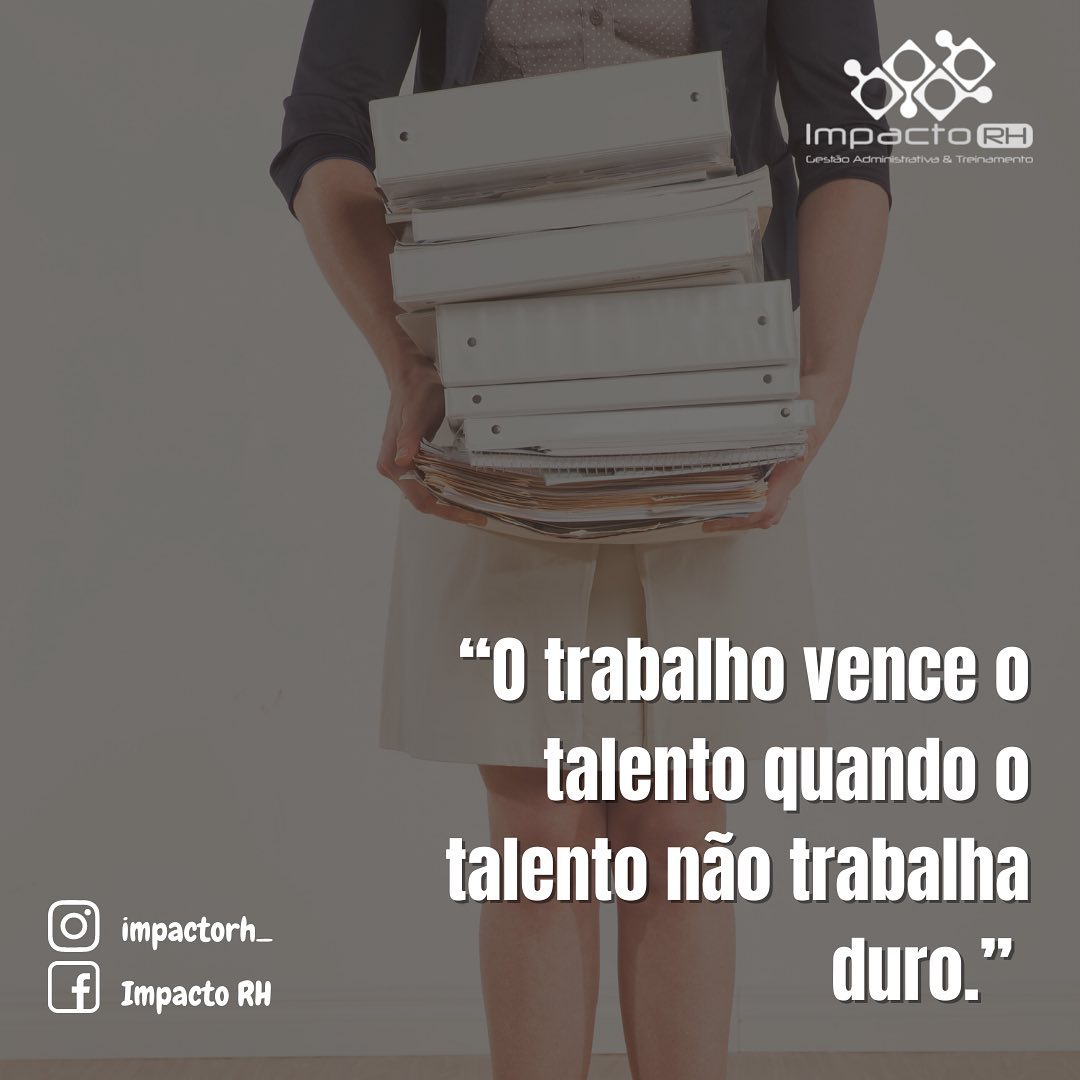 Impacto RH
Gestão Administrativa & Treinamento
“O trabalho vence o
talento quando o
talento não trabalha
duro.”
impactorh_
Impacto RH